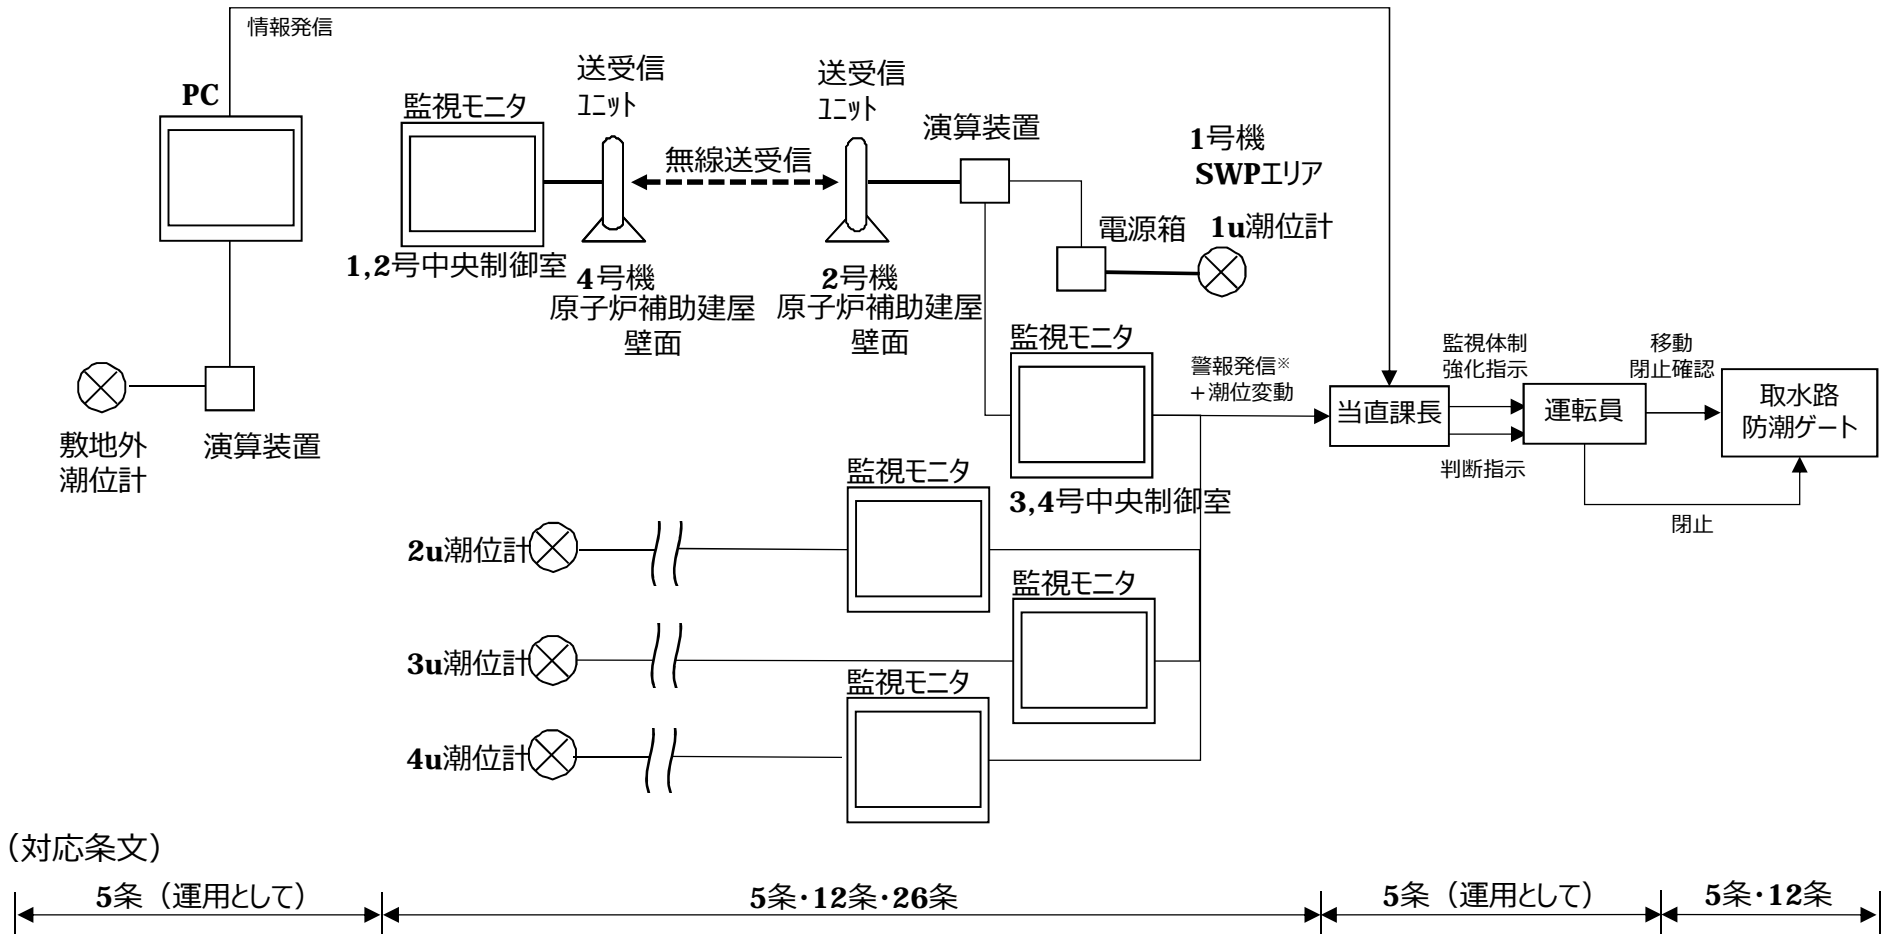 情報発信
PC
監視モニタ
送受信
ユニット
無線送受信
送受信
ユニット
演算装置
1号機
SWPエリア
電源箱
1u潮位計
1,2号中央制御室
4号機
原子炉補助建屋
壁面
2号機
原子炉補助建屋
壁面
敷地外
潮位計
演算装置
監視モニタ
3,4号中央制御室
警報発信※
+潮位変動
当直課長
監視体制
強化指示
判断指示
運転員
移動
閉止確認
取水路
防潮ゲート
閉止
2u潮位計
監視モニタ
3u潮位計
監視モニタ
4u潮位計
監視モニタ
(対応条文)
5条(運用として)
5条・12条・26条
5条(運用として)
5条・12条